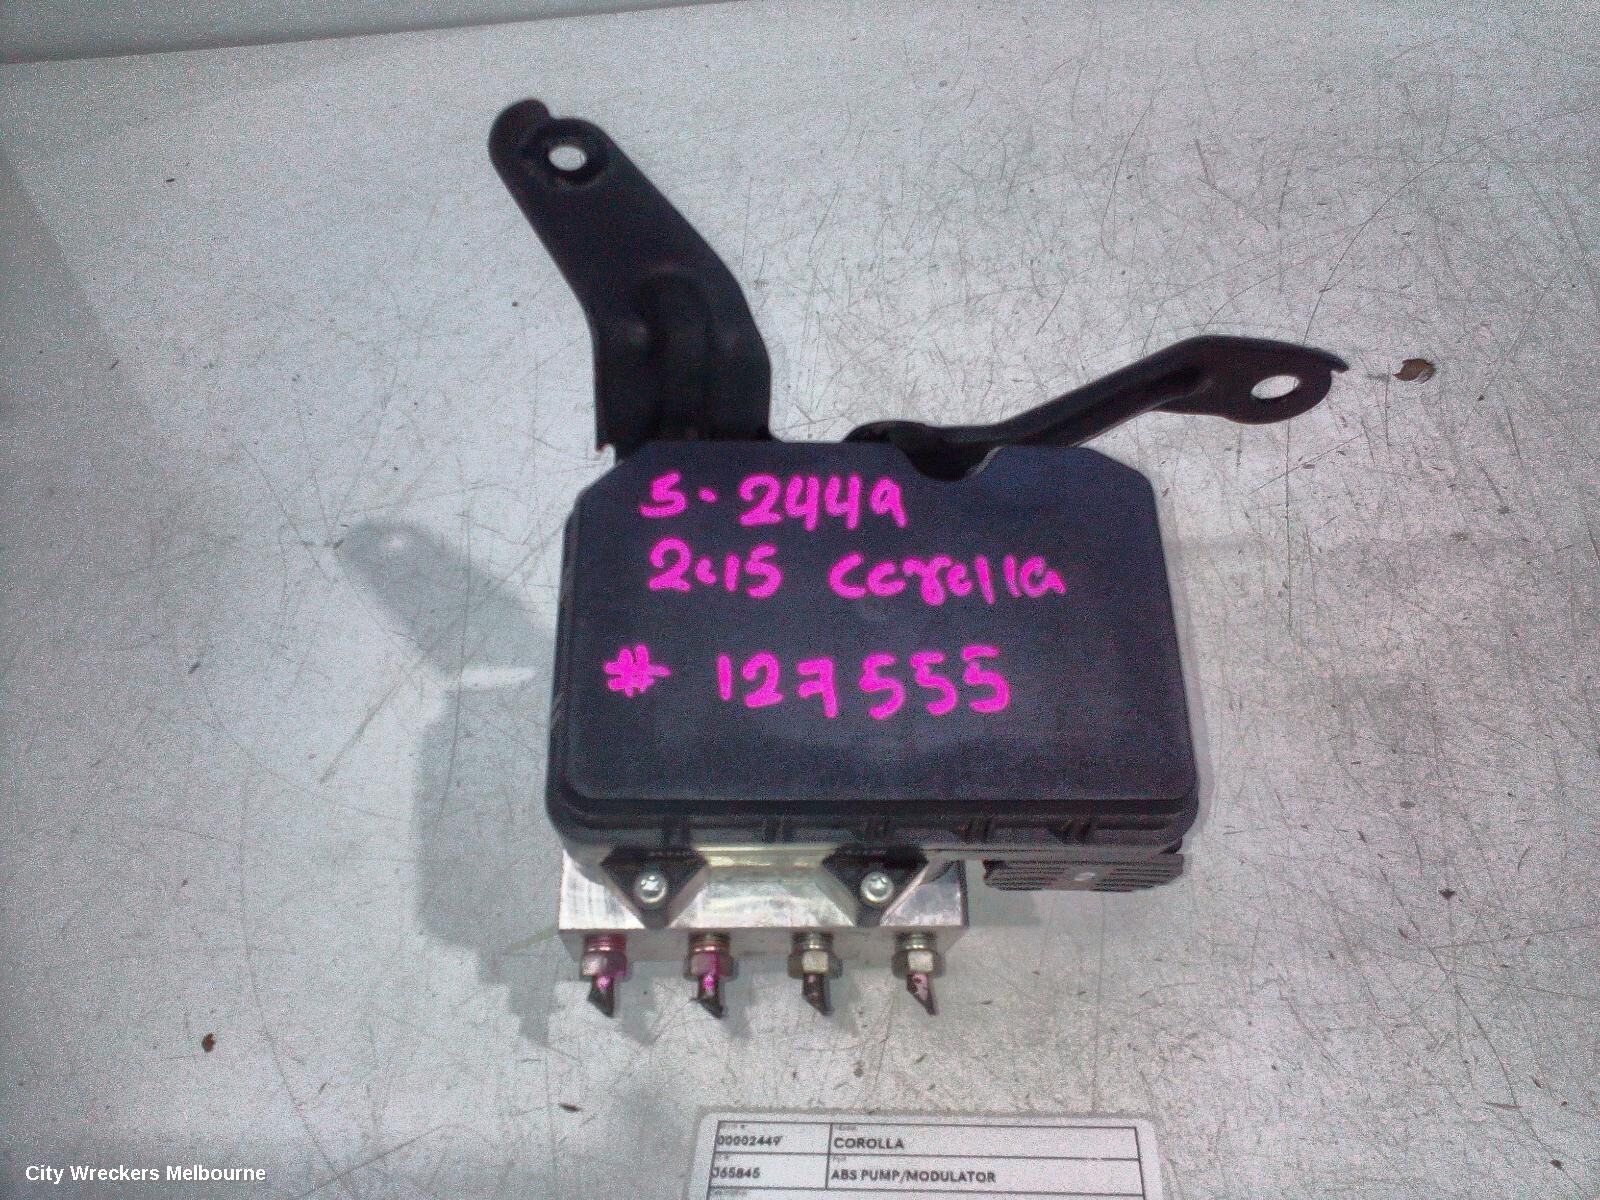 S-2449
2015 Corolla
# 127555
00002449
COROLLA
J65845
ABS PUMP/MODULATOR
City Wreckers Melbourne